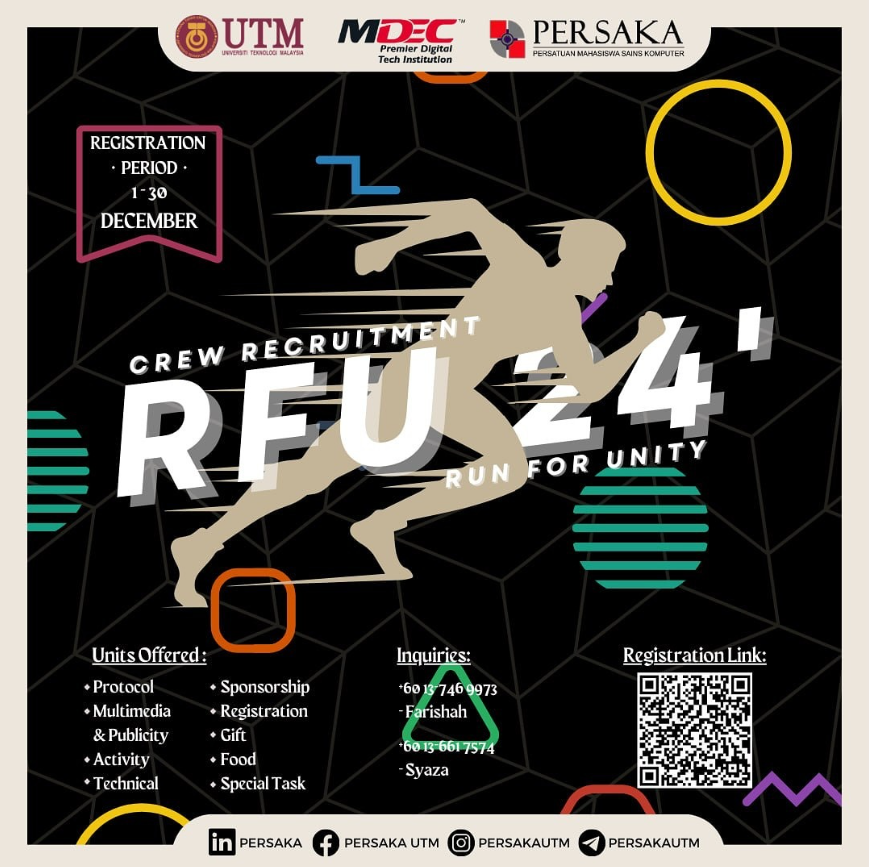 UTM
UNIVERSITI TEKNOLOGI MALAYSIA
MDEC™
Premier Digital
Tech Institution
PERSAKA
PERSATUAN MAHASISWA SAINS KOMPUTER
REGISTRATION
· PERIOD ·
1-30
DECEMBER
CREW RECRUITMENT
RFU 24'
RUN FOR UNITY
Units Offered :
Protocol
Multimedia
& Publicity
Activity
Technical
Sponsorship
Registration
Gift
Food
Special Task
Inquiries:
+60 13-746 9973
- Farishah
+60 13-661 7574
- Syaza
Registration Link:
PERSAKA
PERSAKA UTM
PERSAKAUTM
PERSAKAUTM